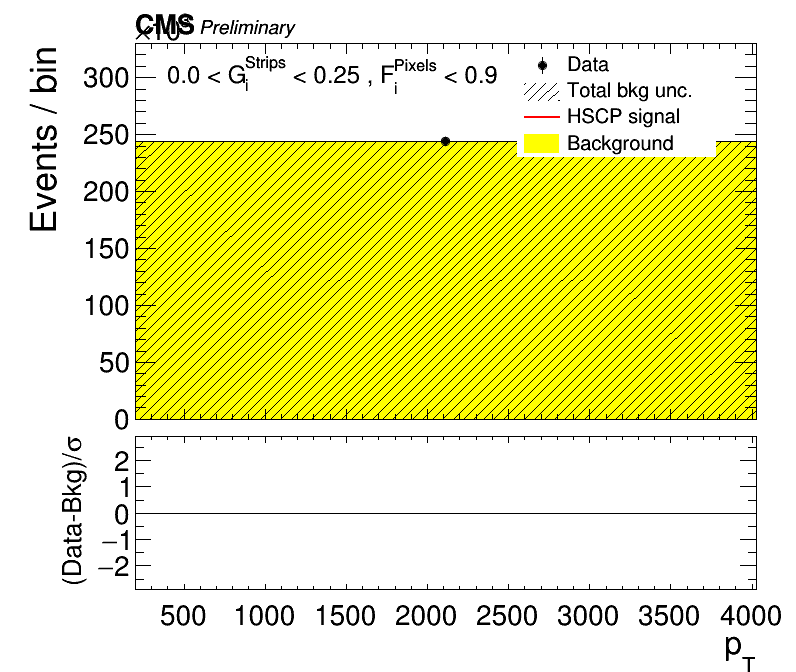 CMS Preliminary
×10
Events / bin
300
250
200
150
100
50
0
0.0 < G_i^Strips < 0.25 , F_i^Pixels < 0.9
Data
Total bkg unc.
HSCP signal
Background
(Data-Bkg)/σ
2
1
0
−1
−2
500 1000 1500 2000 2500 3000 3500 4000
p_T